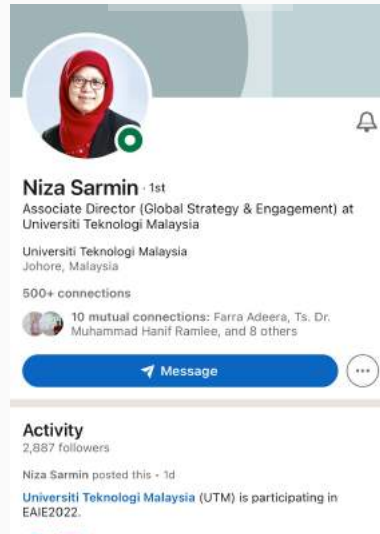 Niza Sarmin · 1st
Associate Director (Global Strategy & Engagement) at
Universiti Teknologi Malaysia
Universiti Teknologi Malaysia
Johore, Malaysia
500+ connections
10 mutual connections: Farra Adeera, Ts. Dr.
Muhammad Hanif Ramlee, and 8 others
Message
Activity
2,887 followers
Niza Sarmin posted this • 1d
Universiti Teknologi Malaysia (UTM) is participating in
EAIE2022.